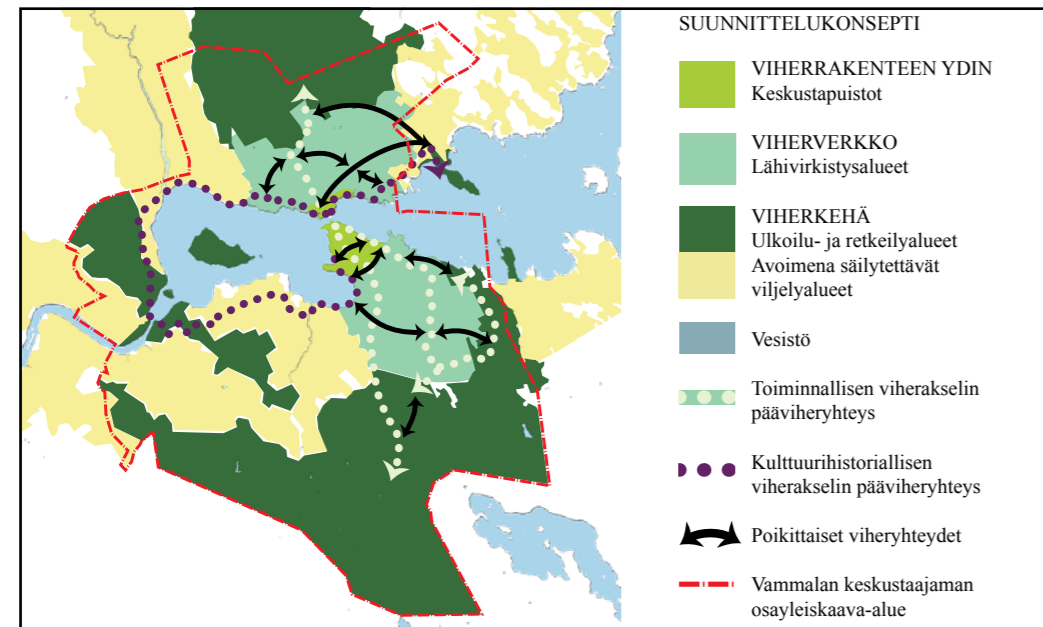 SUUNNITTELUKONSEPTI
VIHERRAKENTEEN YDIN
Keskustapuistot
VIHERVERKKO
Lähivirkistysalueet
VIHERKEHÄ
Ulkoilu- ja retkeilyalueet
Avoimena säilytettävät
viljelyalueet
Vesistö
Toiminnallisen viherakselin
pääviheryhteys
Kulttuurihistoriallisen
viherakselin pääviheryhteys
Poikittaiset viheryhteydet
Vammalan keskustaajaman
osayleiskaava-alue